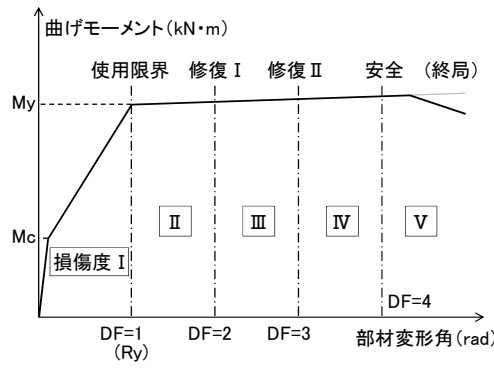 曲げモーメント(kN・m)
使用限界 修復Ⅰ 修復Ⅱ 安全 (終局)
My
Ⅱ Ⅲ Ⅳ Ⅴ
Mc
損傷度Ⅰ
DF=4
DF=1 DF=2 DF=3 部材変形角(rad)
(Ry)